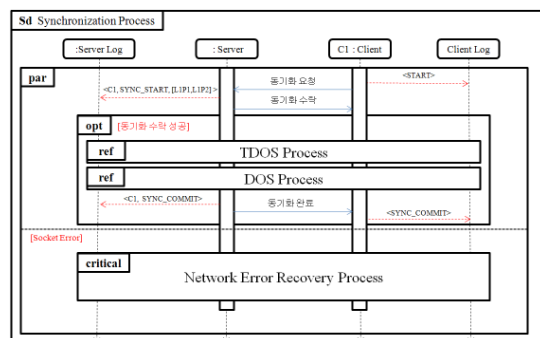 Sd Synchronization Process
:Server Log
: Server
C1 : Client
Client Log
par
동기화 요청
<START>
<C1, SYNC_START, [L1P1,L1P2] >
동기화 수락
opt
[동기화 수락 성공]
ref
TDOS Process
ref
DOS Process
<C1, SYNC_COMMIT>
동기화 완료
<SYNC_COMMIT>
[Socket Error]
critical
Network Error Recovery Process